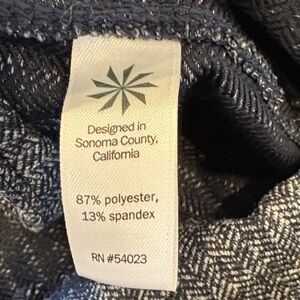 Designed in
Sonoma County,
California
87% polyester,
13% spandex
RN #54023